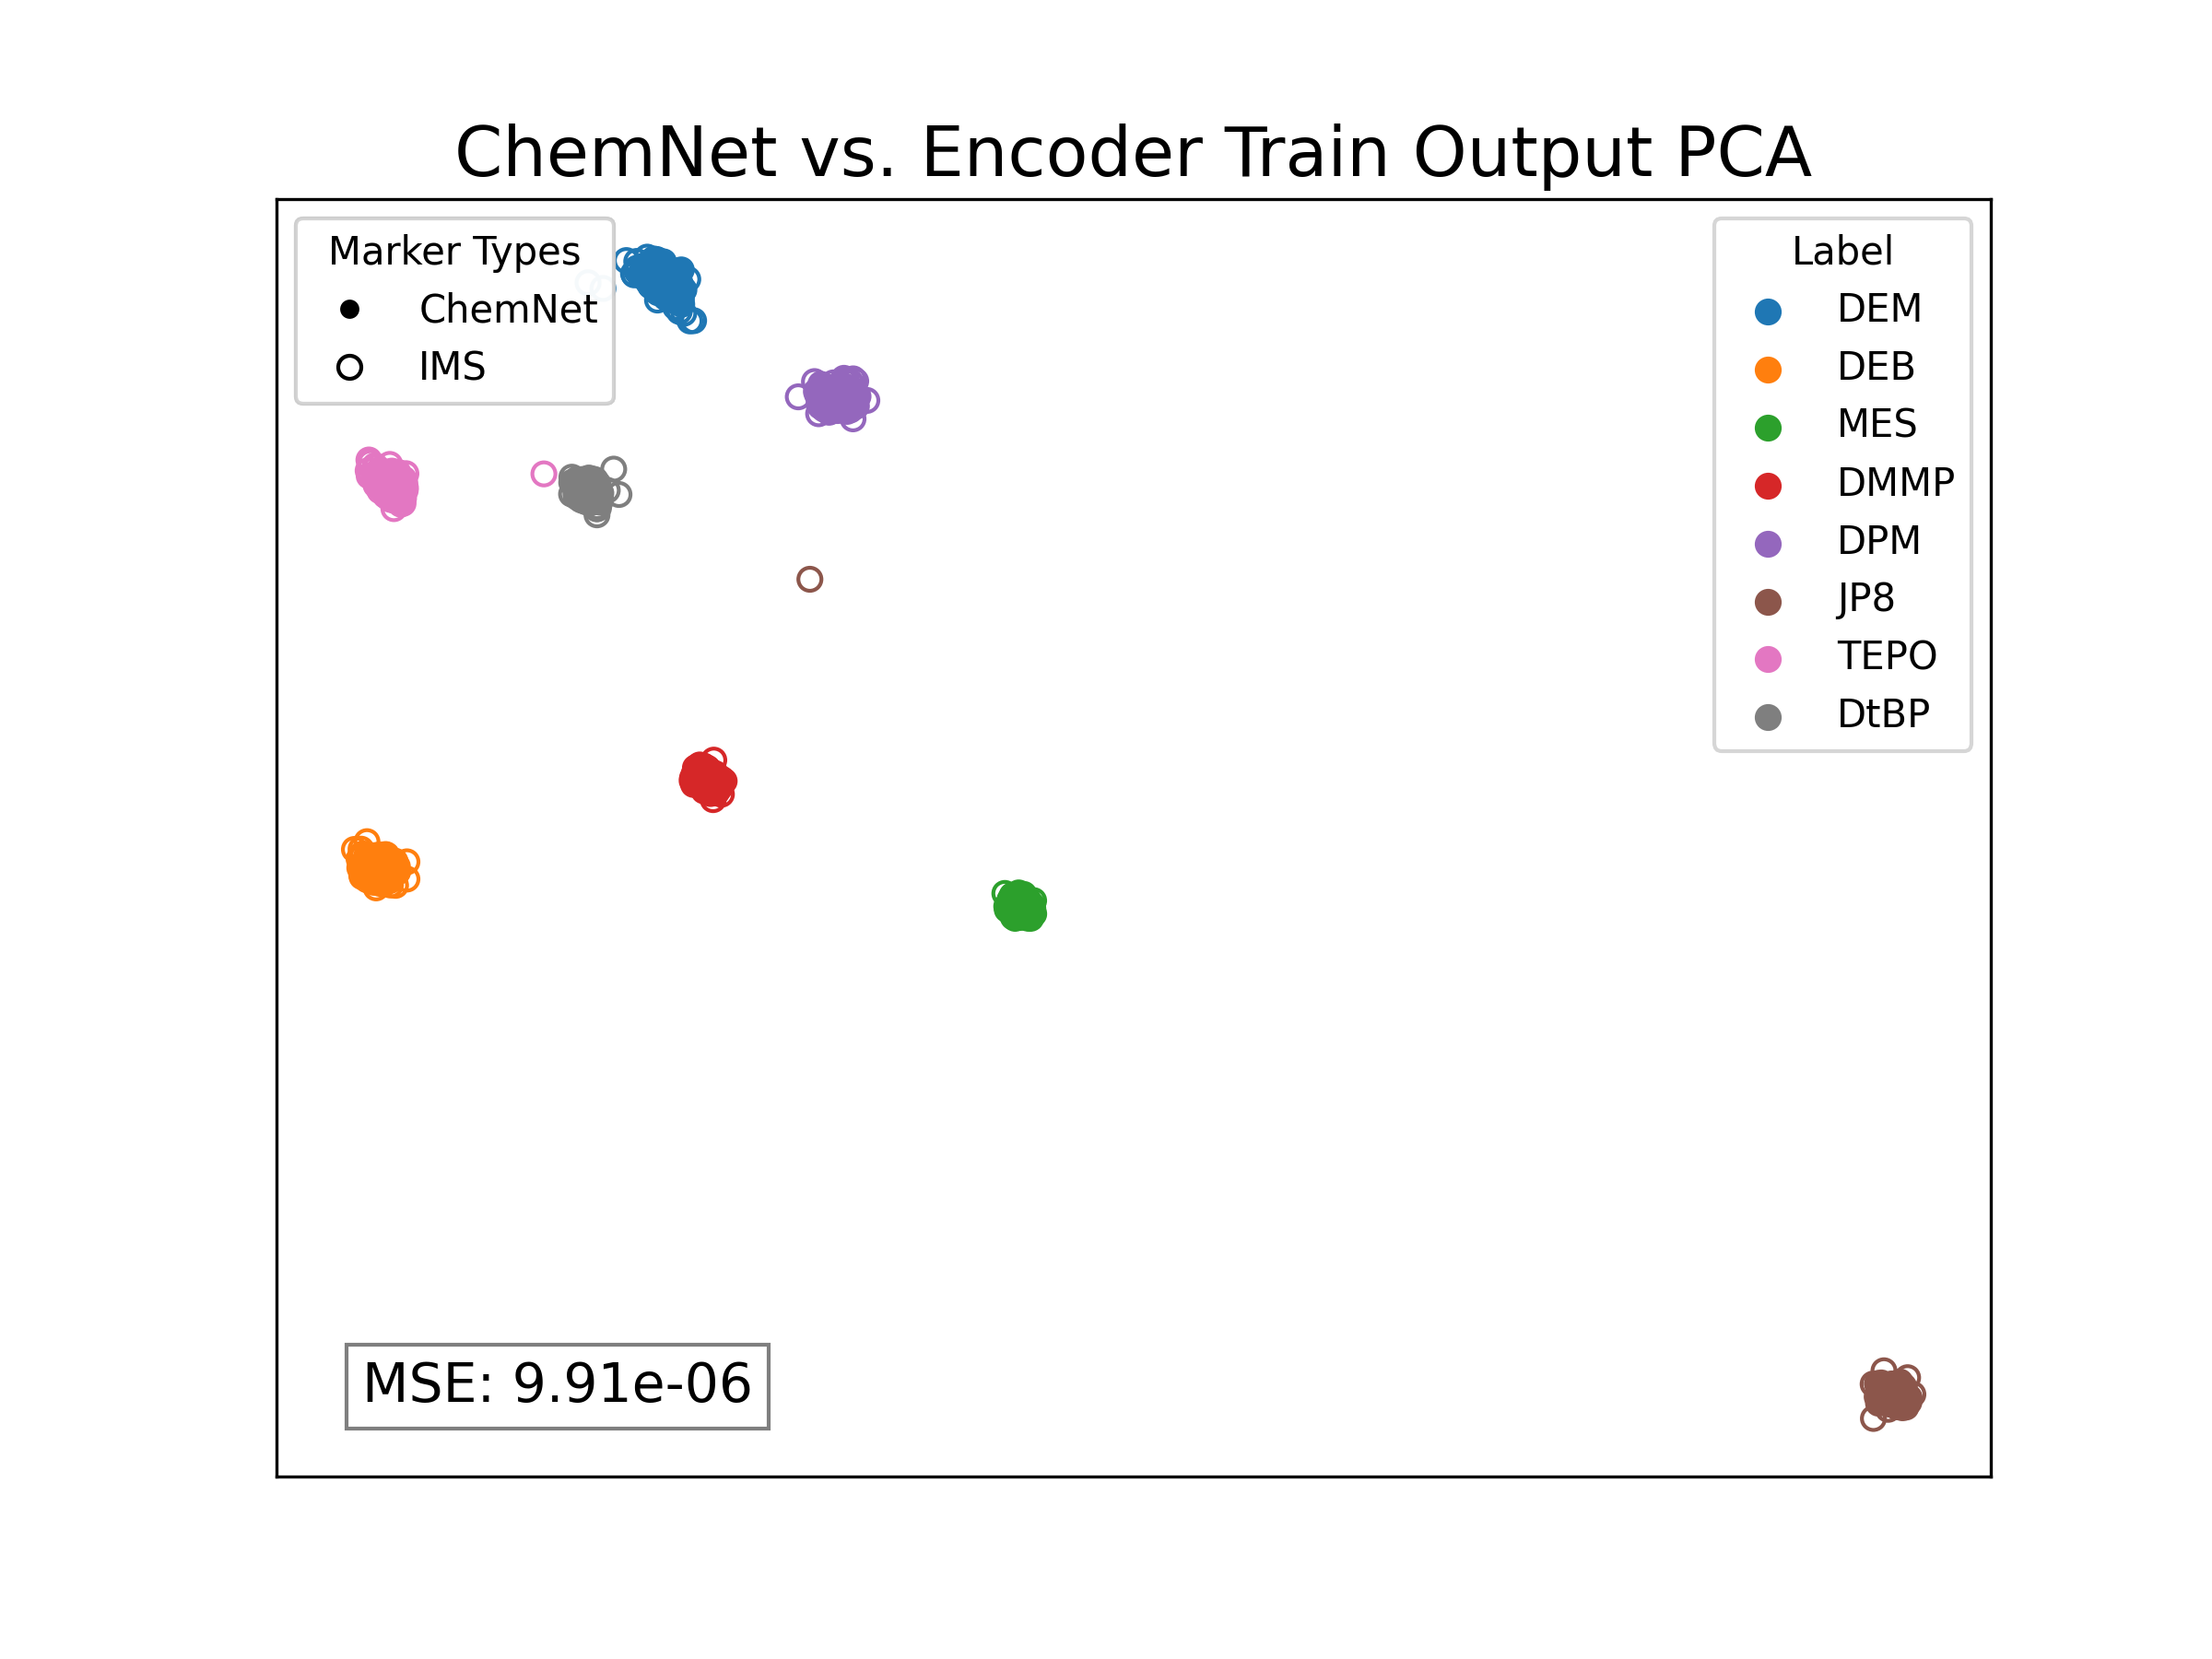 ChemNet vs. Encoder Train Output PCA
Marker Types
ChemNet
IMS
Label
DEM
DEB
MES
DMMP
DPM
JP8
TEPO
DtBP
MSE: 9.91e-06